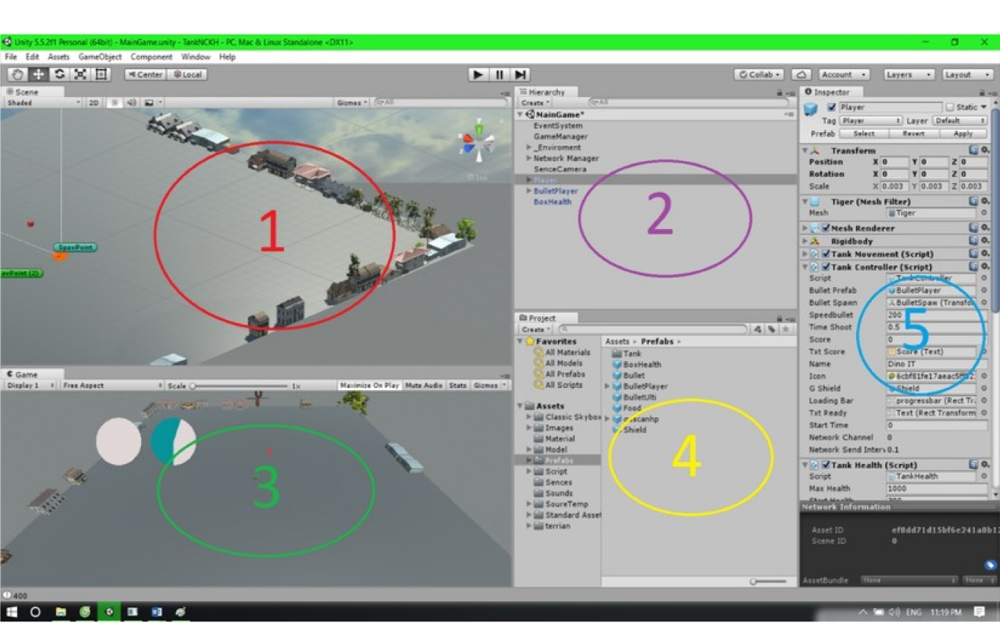 Unity 5.5.2f1 Personal (64bit) - MainGame.unity - TankNCKH - PC, Mac & Linux Standalone <DX11>
File Edit Assets GameObject Component Window Help
Center Local Collab Account Layers Layout
Scene
Shaded 2D Gizmos All
SpawPoint
awPoint (2)
Iso
1
Game
Display 1 Free Aspect Scale 1x Maximize On Play Mute Audio Stats Gizmos
3
Hierarchy
Create All
MainGame*
EventSystem
GameManager
_Enviroment
Network Manager
SenceCamera
Player
BulletPlayer
BoxHealth
2
Project
Create
Favorites
All Materials
All Models
All Prefabs
All Scripts
Assets
Classic Skybox
Images
Material
Model
Prefabs
Script
Sences
Sounds
SoureTemp
Standard Asset
terrian
Assets Prefabs
Tank
BoxHealth
Bullet
BulletPlayer
BulletUlti
Food
Shield
4
Inspector
Player Static
Tag Player Layer Default
Prefab Select Revert Apply
Transform
Position X 0 Y 0 Z 0
Rotation X 0 Y 0 Z 0
Scale X 0.003 Y 0.003 Z 0.003
Tiger (Mesh Filter)
Mesh Tiger
Mesh Renderer
Rigidbody
Tank Movement (Script)
Tank Controller (Script)
Script TankController
Bullet Prefab BulletPlayer
Bullet Spawn BulletSpaw (Transfo
Speedbullet 200
Time Shoot 0.5
Score 0
Txt Score Score (Text)
Name Dino IT
Icon
G Shield Shield
Loading Bar progressbar (Rect Tr
Txt Ready Text (Rect Transform
Start Time 0
Network Channel 0
Network Send Interv 0.1
5
Tank Health (Script)
Script TankHealth
Max Health 1000
Network Information
Asset ID ef8dd71d15bf6e241a8b12
Scene ID 0
AssetBundle None None
400
ENG 11:19 PM